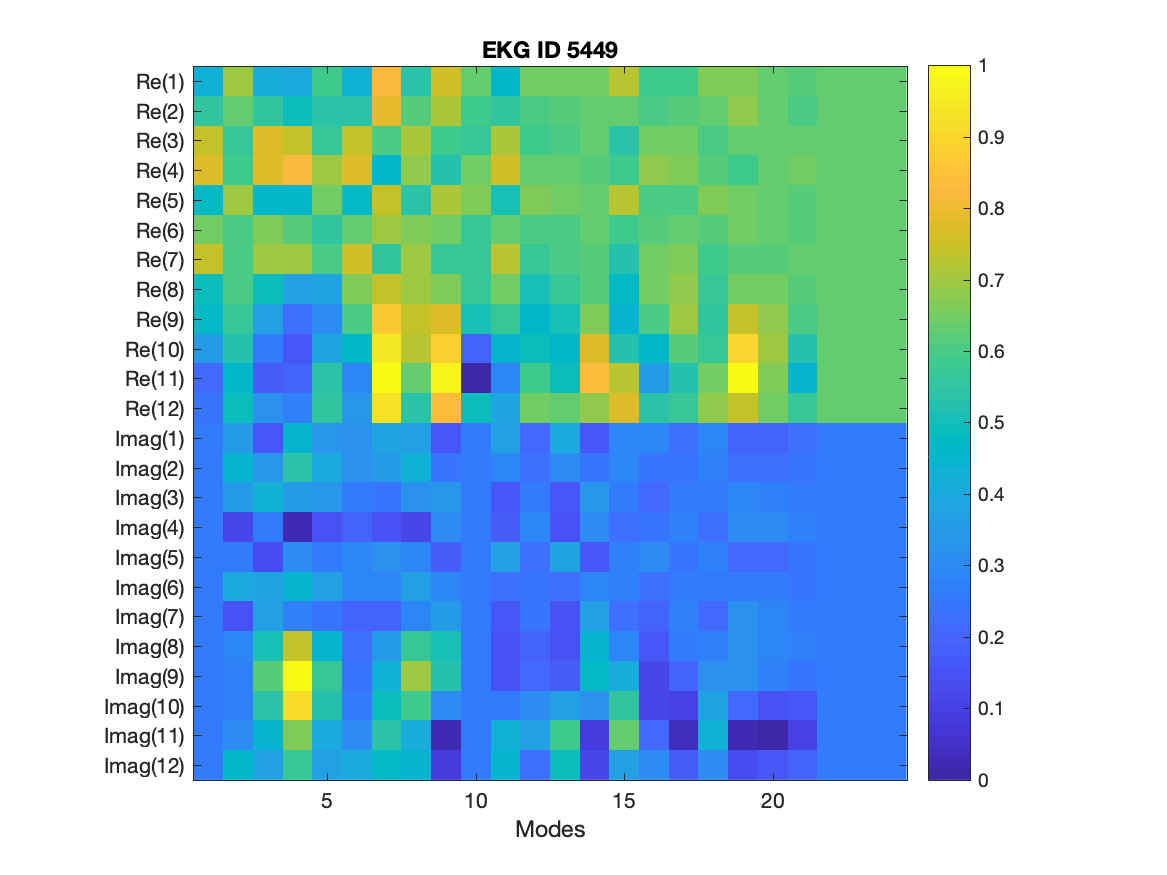 EKG ID 5449
Re(1)
Re(2)
Re(3)
Re(4)
Re(5)
Re(6)
Re(7)
Re(8)
Re(9)
Re(10)
Re(11)
Re(12)
Imag(1)
Imag(2)
Imag(3)
Imag(4)
Imag(5)
Imag(6)
Imag(7)
Imag(8)
Imag(9)
Imag(10)
Imag(11)
Imag(12)
5 10 15 20
Modes
1
0.9
0.8
0.7
0.6
0.5
0.4
0.3
0.2
0.1
0